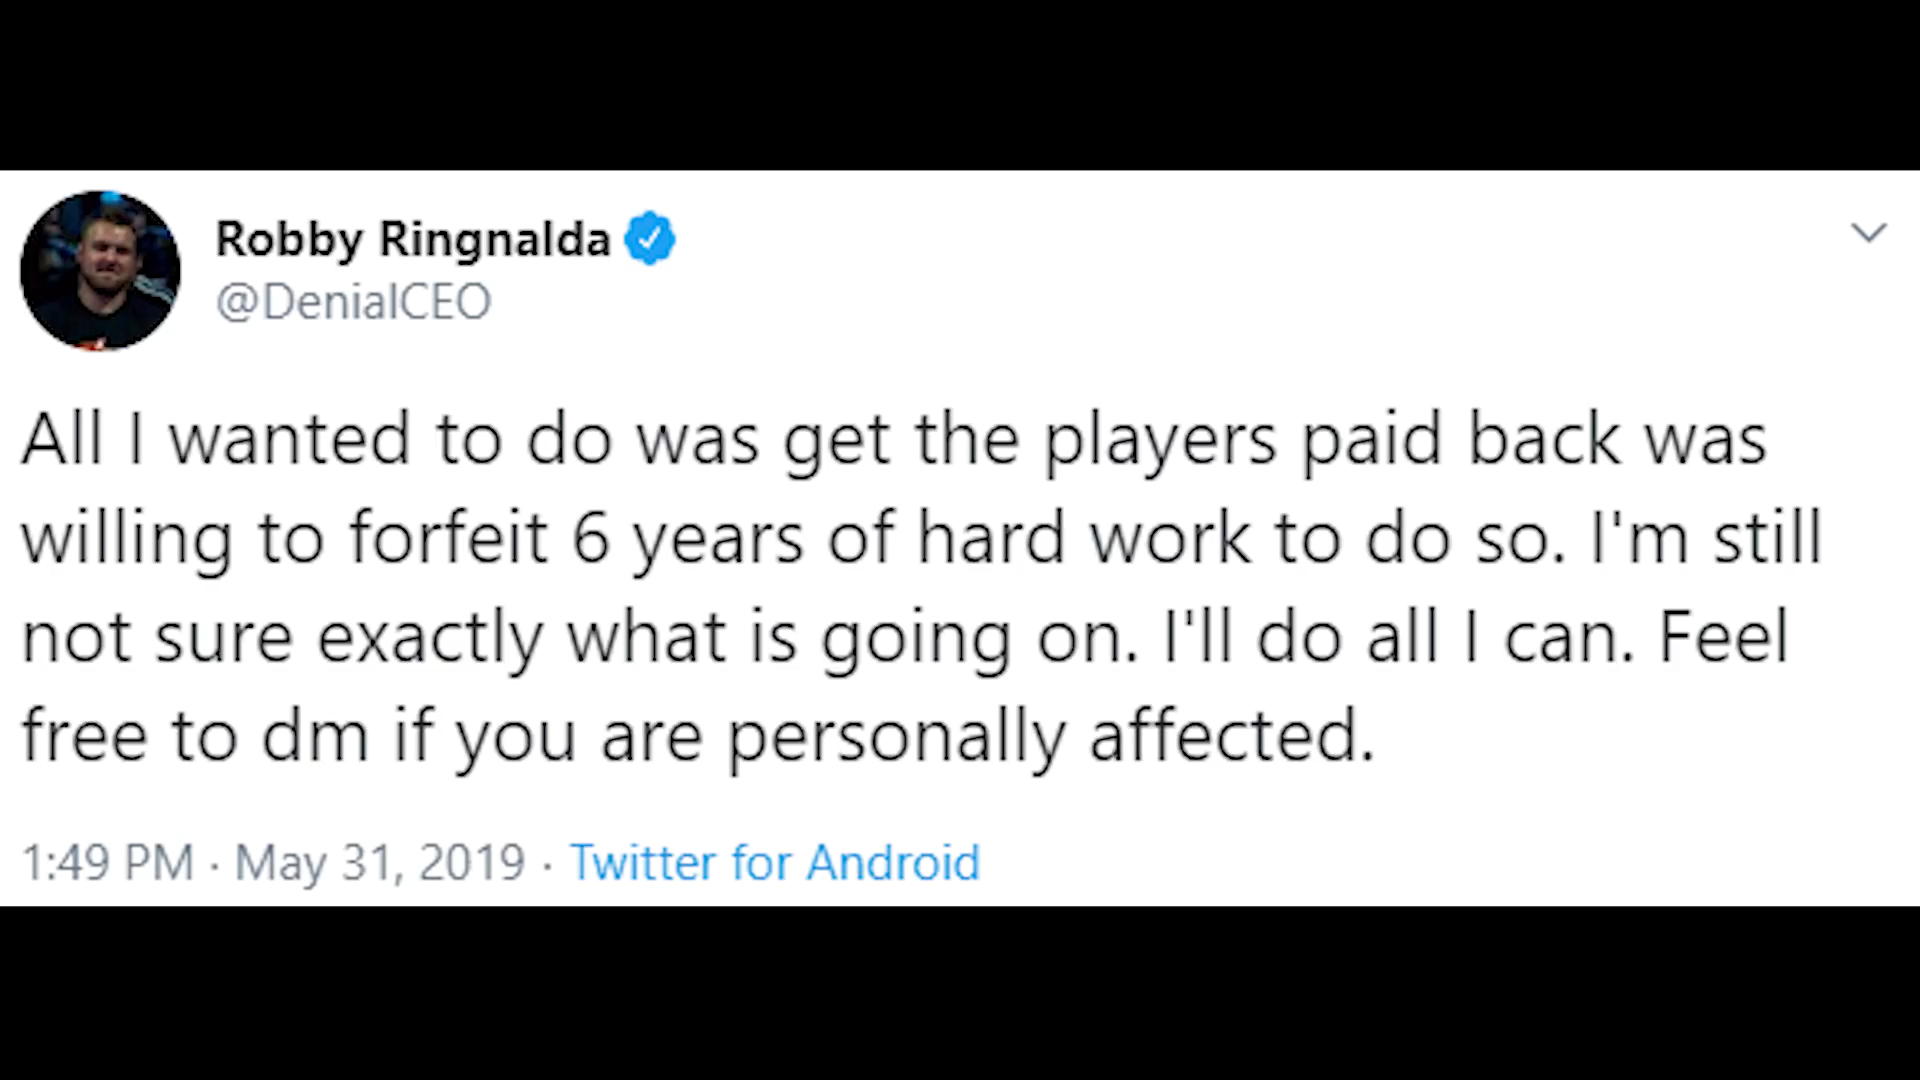 Robby Ringnalda
@DenialCEO
All I wanted to do was get the players paid back was
willing to forfeit 6 years of hard work to do so. I'm still
not sure exactly what is going on. I'll do all I can. Feel
free to dm if you are personally affected.
1:49 PM · May 31, 2019 · Twitter for Android